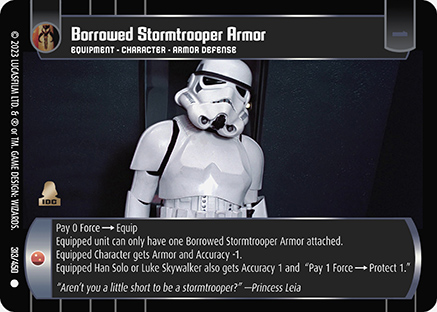 Borrowed Stormtrooper Armor
EQUIPMENT - CHARACTER - ARMOR DEFENSE
© 2023 LUCASFILM LTD. & ® OR TM. GAME DESIGN: WIZARDS.
313/450
IDC
Pay 0 Force → Equip
Equipped unit can only have one Borrowed Stormtrooper Armor attached.
Equipped Character gets Armor and Accuracy -1.
Equipped Han Solo or Luke Skywalker also gets Accuracy 1 and "Pay 1 Force → Protect 1."
"Aren't you a little short to be a stormtrooper?" —Princess Leia